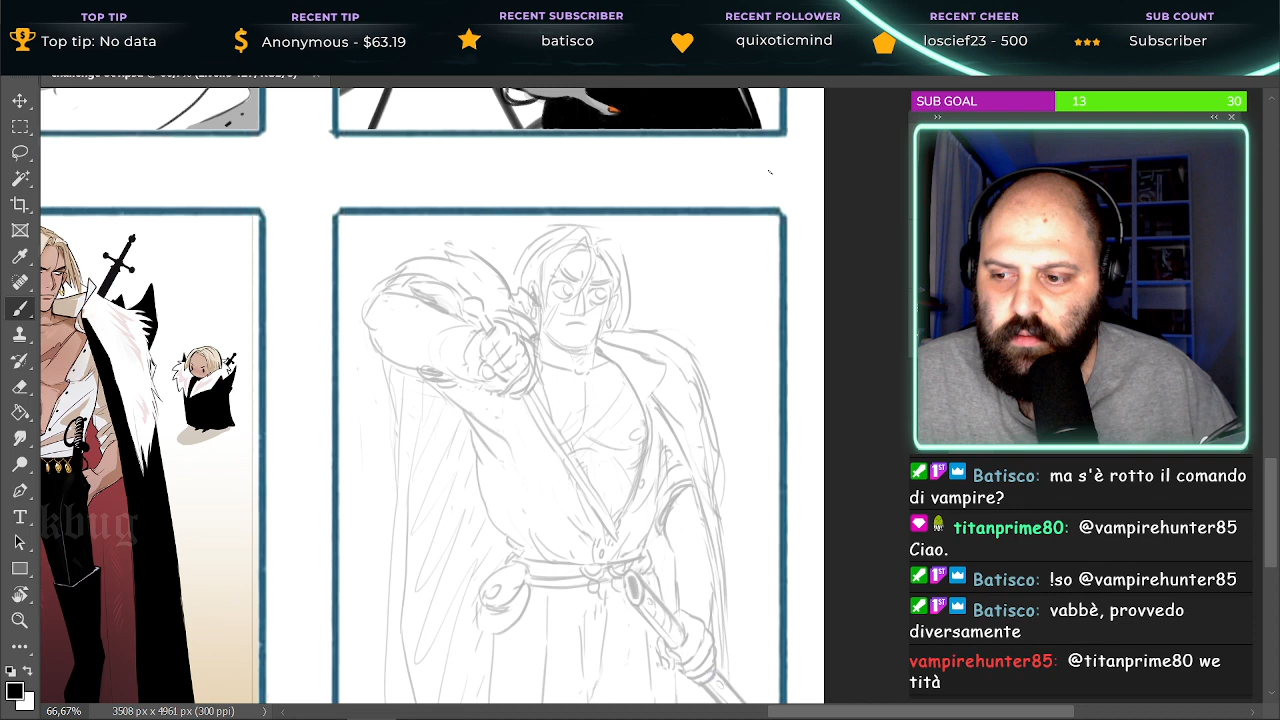 TOP TIP
Top tip: No data
RECENT TIP
Anonymous - $63.19
RECENT SUBSCRIBER
batisco
RECENT FOLLOWER
quixoticmind
RECENT CHEER
loscief23 - 500
SUB COUNT
Subscriber
SUB GOAL
13
30
kbug
Batisco: ma s'è rotto il comando
di vampire?
titanprime80: @vampirehunter85
Ciao.
Batisco: !so @vampirehunter85
Batisco: vabbè, provvedo
diversamente
vampirehunter85: @titanprime80 we
tità
66,67%
3508 px x 4961 px (300 ppi)